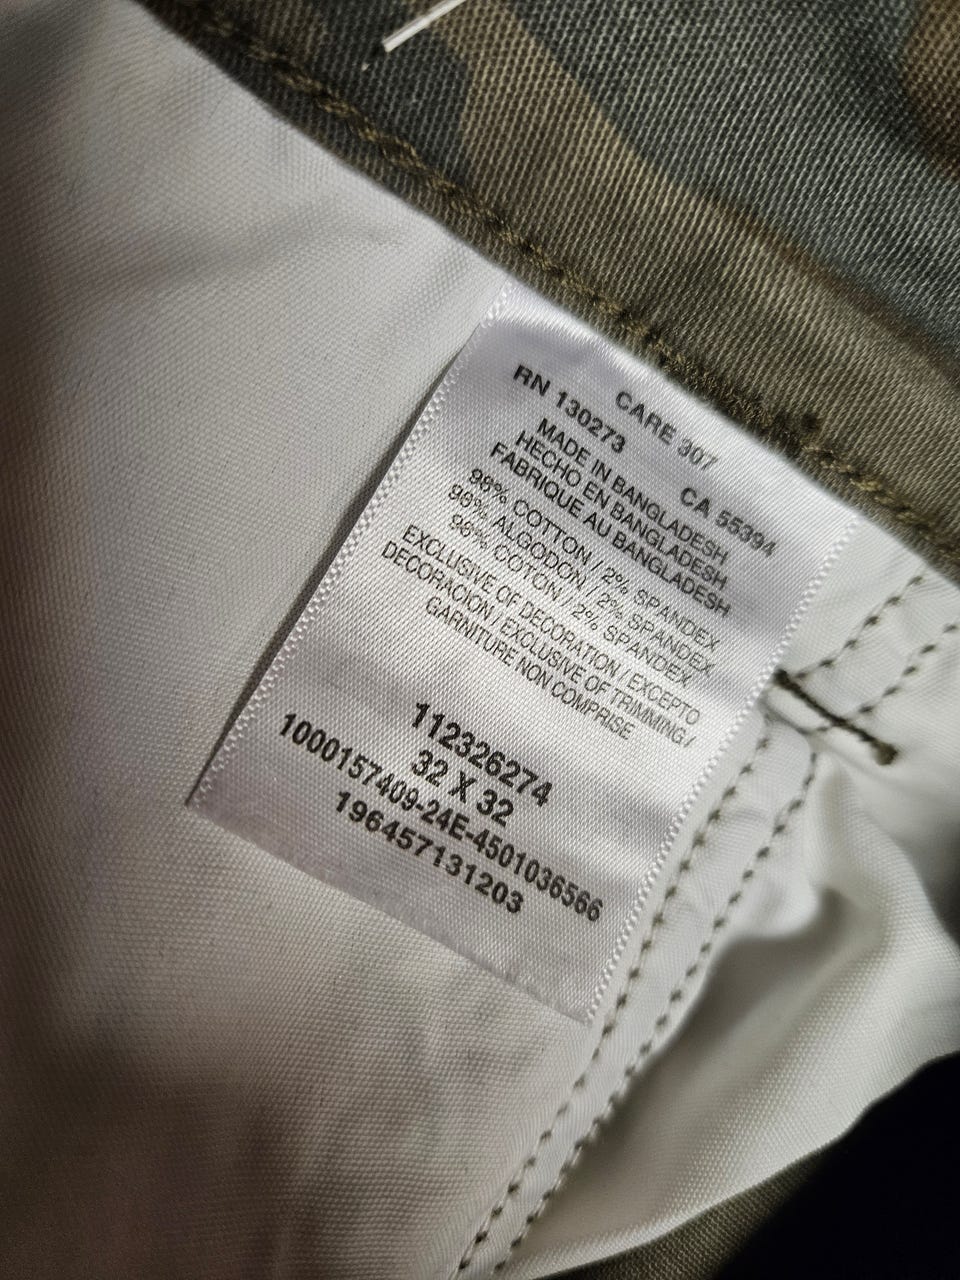 CARE 307
RN 130273 CA 55394
MADE IN BANGLADESH
HECHO EN BANGLADESH
FABRIQUE AU BANGLADESH
98% COTTON / 2% SPANDEX
98% ALGODON / 2% SPANDEX
98% COTON / 2% SPANDEX
EXCLUSIVE OF DECORATION / EXCEPTO
DECORACION / EXCLUSIVE OF TRIMMING /
GARNITURE NON COMPRISE
112326274
32 X 32
1000157409-24E-4501036566
196457131203